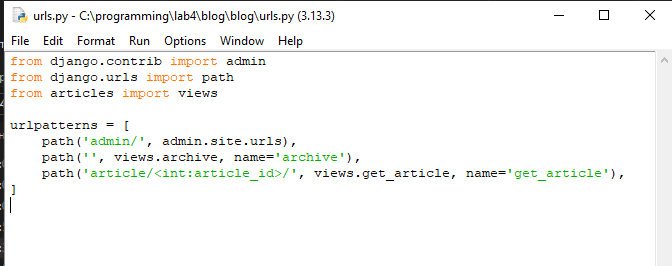 urls.py - C:\programming\lab4\blog\blog\urls.py (3.13.3)
File Edit Format Run Options Window Help
from django.contrib import admin
from django.urls import path
from articles import views
urlpatterns = [
    path('admin/', admin.site.urls),
    path('', views.archive, name='archive'),
    path('article/<int:article_id>/', views.get_article, name='get_article'),
]